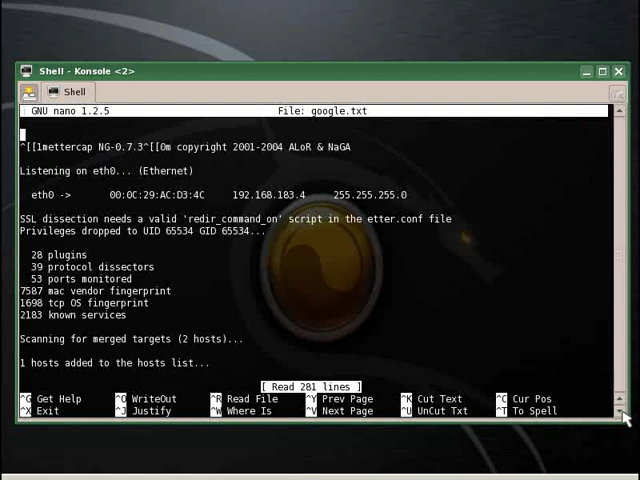 Shell - Konsole <2>
Shell
GNU nano 1.2.5 File: google.txt
^[[1mettercap NG-0.7.3^[[0m copyright 2001-2004 ALoR & NaGA
Listening on eth0... (Ethernet)
eth0 -> 00:0C:29:AC:D3:4C 192.168.183.4 255.255.255.0
SSL dissection needs a valid 'redir_command_on' script in the etter.conf file
Privileges dropped to UID 65534 GID 65534...
28 plugins
39 protocol dissectors
53 ports monitored
7587 mac vendor fingerprint
1698 tcp OS fingerprint
2183 known services
Scanning for merged targets (2 hosts)...
1 hosts added to the hosts list...
[ Read 281 lines ]
^G Get Help ^O WriteOut ^R Read File ^Y Prev Page ^K Cut Text ^C Cur Pos
^X Exit ^J Justify ^W Where Is ^V Next Page ^U UnCut Txt ^T To Spell